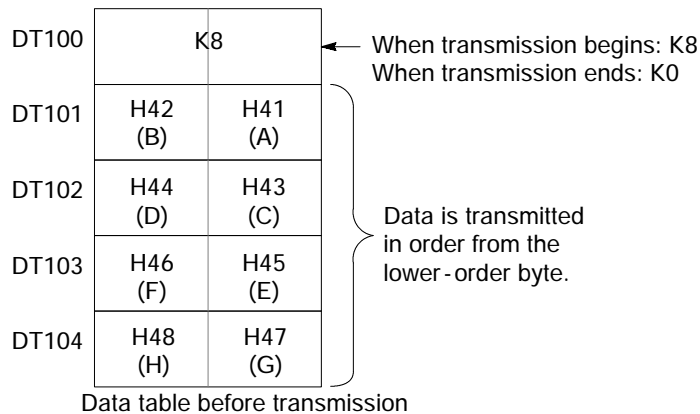 DT100 K8 When transmission begins: K8
When transmission ends: K0
DT101 H42 H41
(B) (A)
DT102 H44 H43
(D) (C)
Data is transmitted
in order from the
lower-order byte.
DT103 H46 H45
(F) (E)
DT104 H48 H47
(H) (G)
Data table before transmission